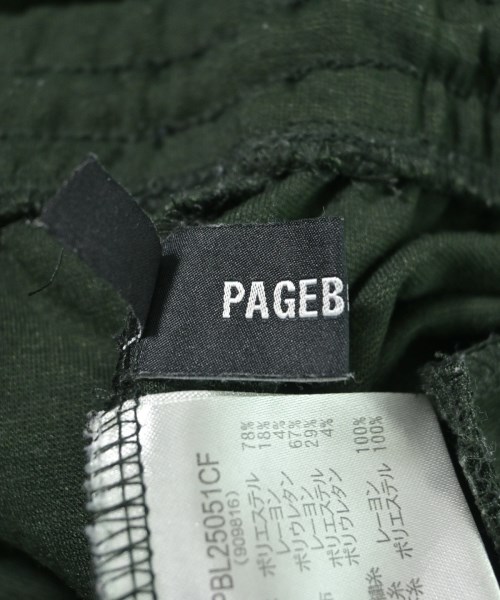 PAGEB
PBL25051CF
(909816)
ポリエステル 78%
レーヨン 18%
ポリウレタン 4%
レーヨン 67%
ポリエステル 29%
ポリウレタン 4%
レーヨン 100%
ポリエステル 100%